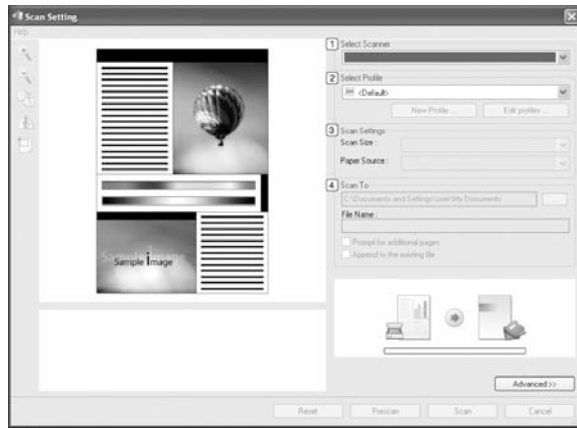 Scan Setting
Help
1 Select Scanner
2 Select Profile
<Default>
New Profile ...
Edit profiles ...
3 Scan Settings
Scan Size :
Paper Source :
4 Scan To
C:\Documents and Settings\user\My Documents
...
File Name :
Prompt for additional pages
Append to the existing file
Sample image
Sample image
Advanced >>
Reset
Prescan
Scan
Cancel